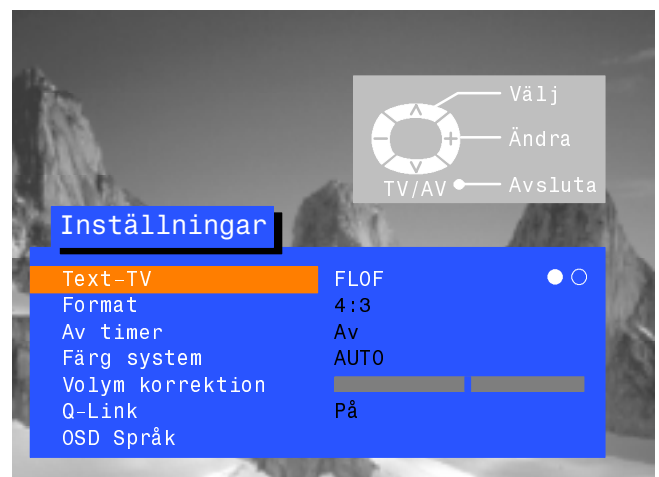 Välj
Ändra
TV/AV Avsluta
Inställningar
Text-TV FLOF
Format 4:3
Av timer Av
Färg system AUTO
Volym korrektion
Q-Link På
OSD Språk